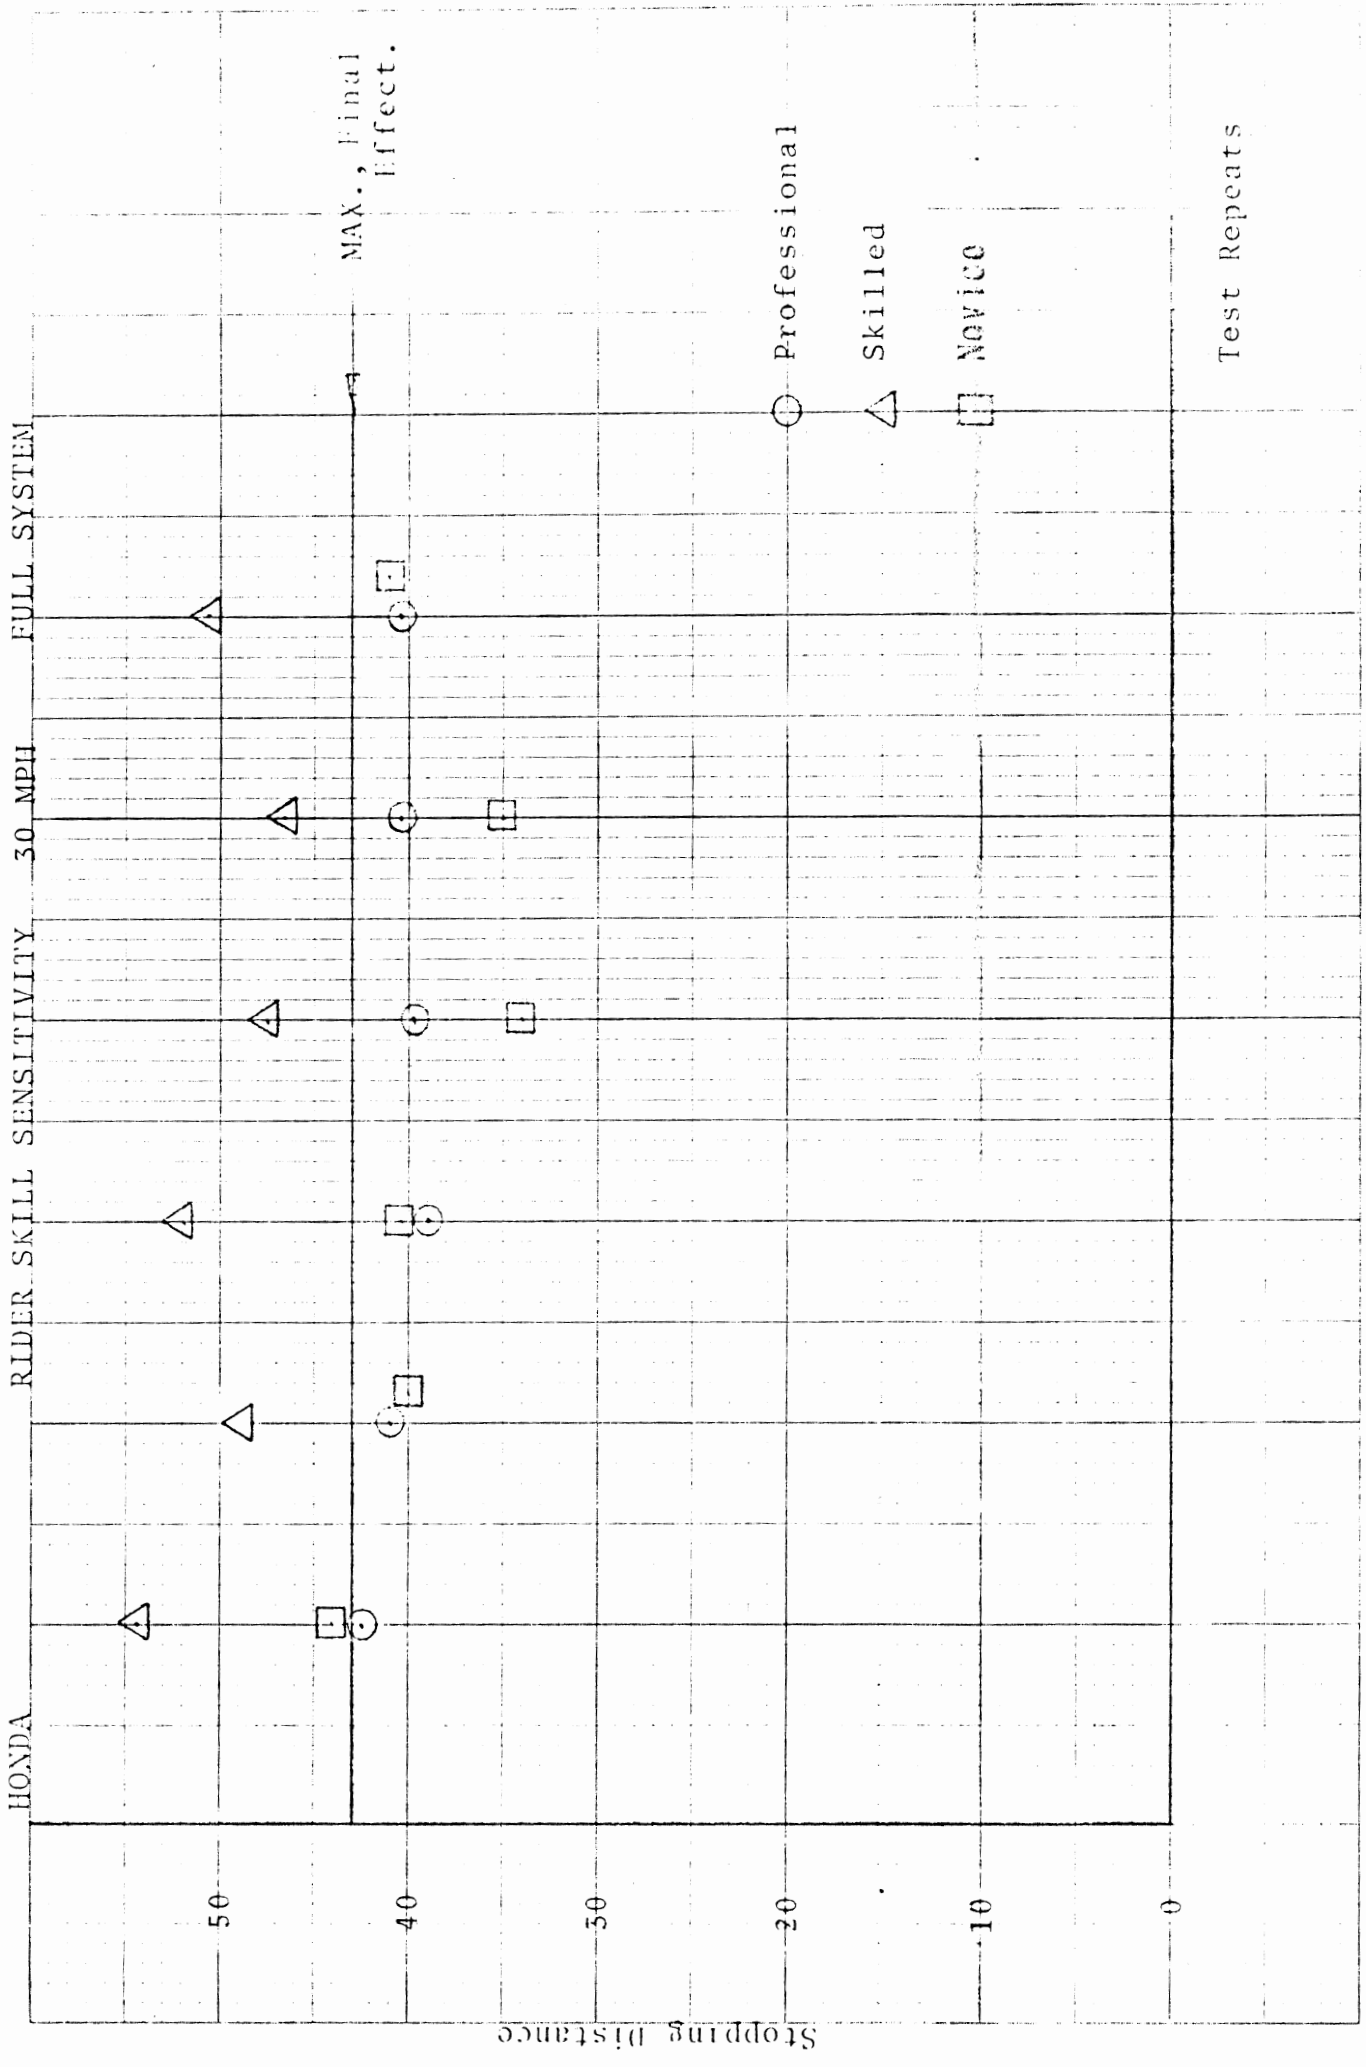 HONDA RIDER SKILL SENSITIVITY 30 MPH FULL SYSTEM
MAX., Final
Effect.
50
40
30
20
10
0
Stopping Distance
Professional
Skilled
Novice
Test Repeats